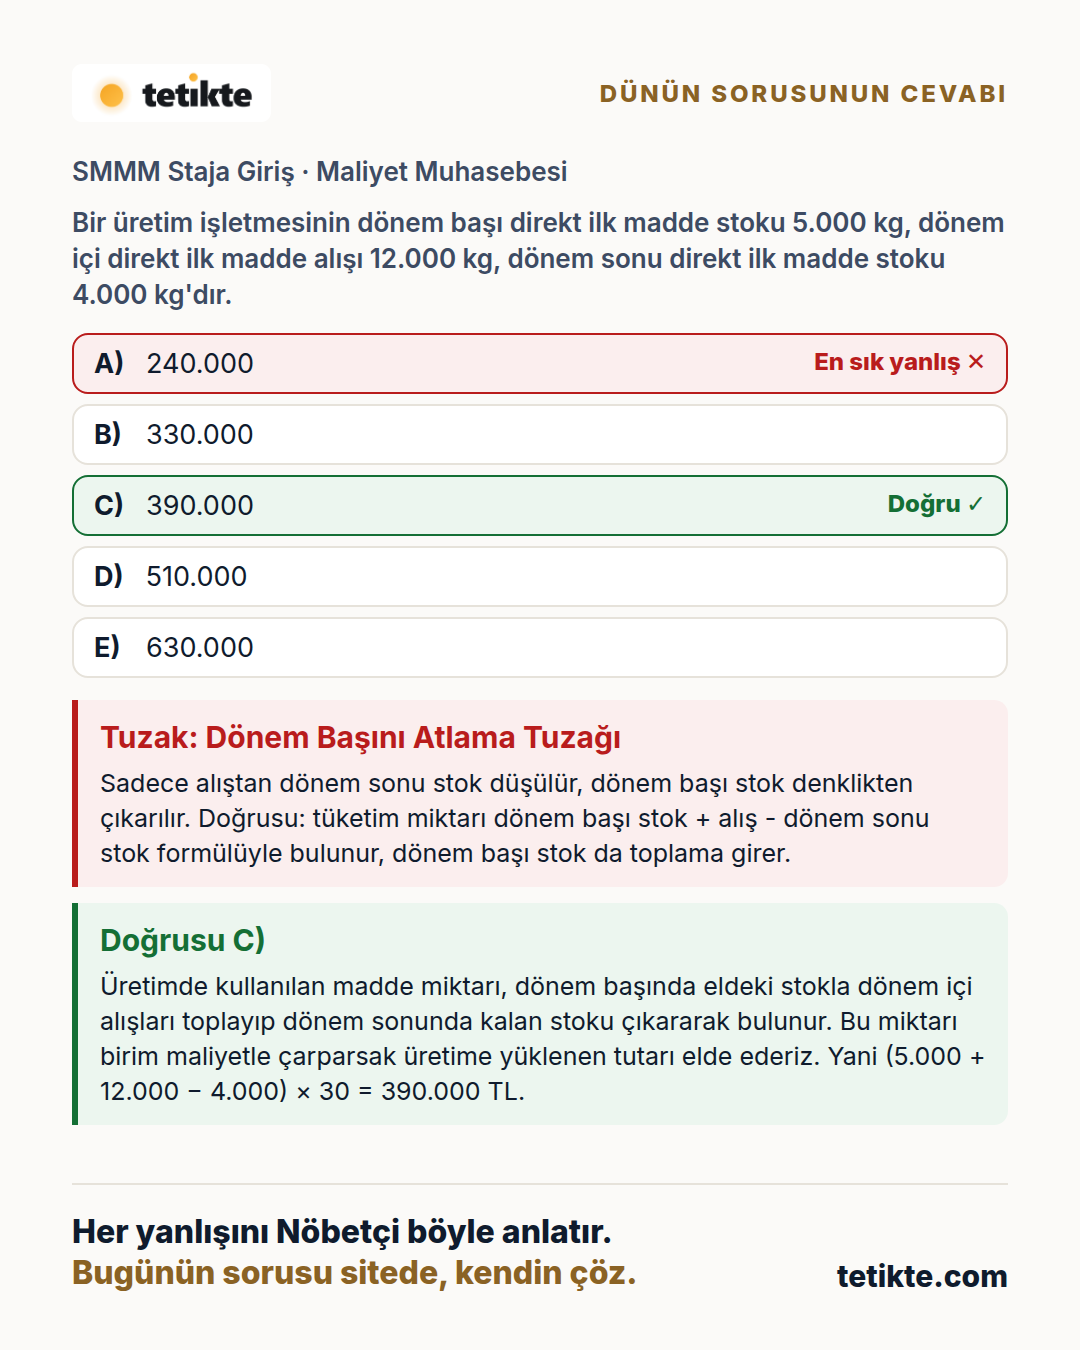 tetikte
DÜNÜN SORUSUNUN CEVABI
SMMM Staja Giriş · Maliyet Muhasebesi
Bir üretim işletmesinin dönem başı direkt ilk madde stoku 5.000 kg, dönem
içi direkt ilk madde alışı 12.000 kg, dönem sonu direkt ilk madde stoku
4.000 kg'dır.
A) 240.000 En sık yanlış ✕
B) 330.000
C) 390.000 Doğru ✓
D) 510.000
E) 630.000
Tuzak: Dönem Başını Atlama Tuzağı
Sadece alıştan dönem sonu stok düşülür, dönem başı stok denklikten
çıkarılır. Doğrusu: tüketim miktarı dönem başı stok + alış - dönem sonu
stok formülüyle bulunur, dönem başı stok da toplama girer.
Doğrusu C)
Üretimde kullanılan madde miktarı, dönem başında eldeki stokla dönem içi
alışları toplayıp dönem sonunda kalan stoku çıkararak bulunur. Bu miktarı
birim maliyetle çarparsak üretime yüklenen tutarı elde ederiz. Yani (5.000 +
12.000 − 4.000) × 30 = 390.000 TL.
Her yanlışını Nöbetçi böyle anlatır.
Bugünün sorusu sitede, kendin çöz.
tetikte.com